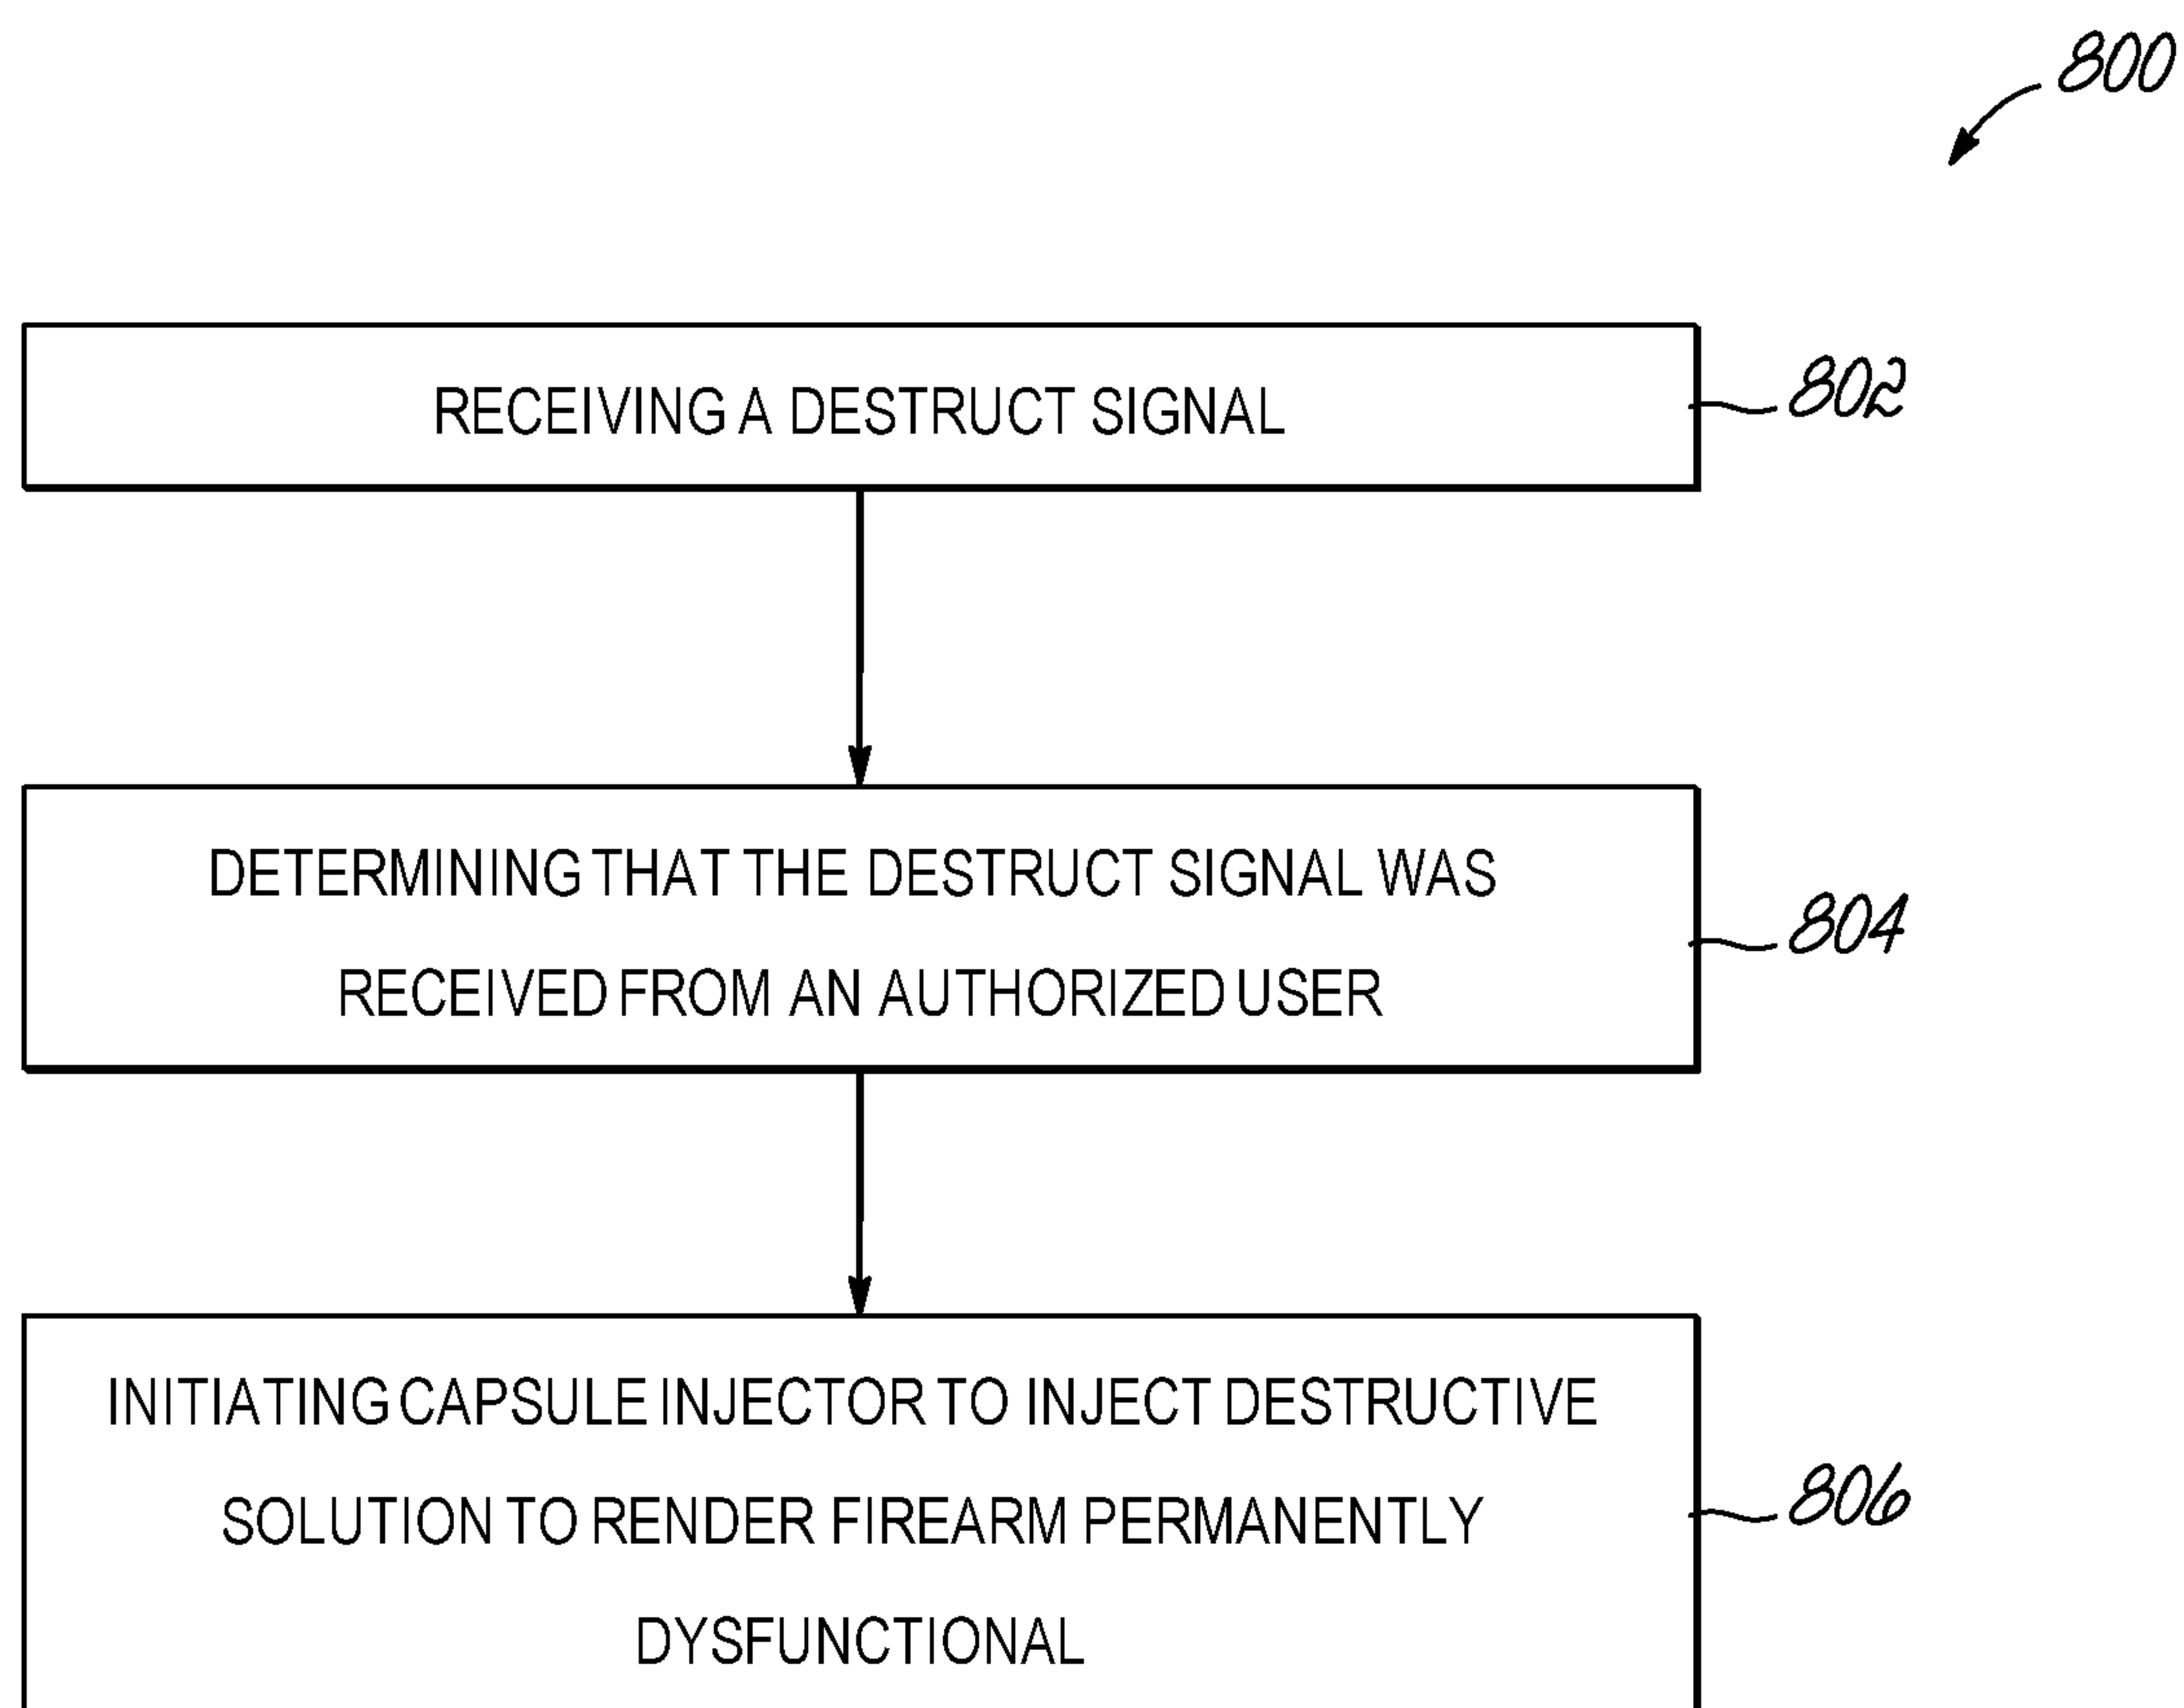 800
RECEIVING A DESTRUCT SIGNAL
802
DETERMINING THAT THE DESTRUCT SIGNAL WAS
RECEIVED FROM AN AUTHORIZED USER
804
INITIATING CAPSULE INJECTOR TO INJECT DESTRUCTIVE
SOLUTION TO RENDER FIREARM PERMANENTLY
DYSFUNCTIONAL
806